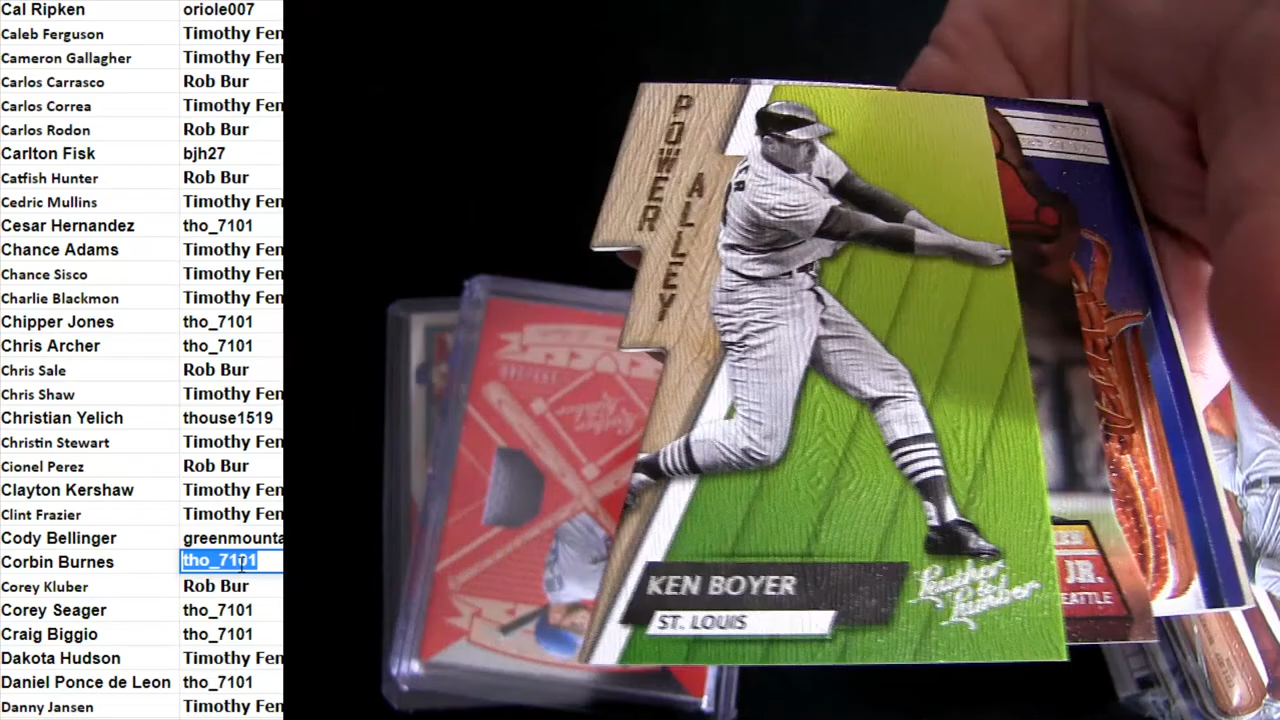 Cal Ripken oriole007
Caleb Ferguson Timothy Fen
Cameron Gallagher Timothy Fen
Carlos Carrasco Rob Bur
Carlos Correa Timothy Fen
Carlos Rodon Rob Bur
Carlton Fisk bjh27
Catfish Hunter Rob Bur
Cedric Mullins Timothy Fen
Cesar Hernandez tho_7101
Chance Adams Timothy Fen
Chance Sisco Timothy Fen
Charlie Blackmon Timothy Fen
Chipper Jones tho_7101
Chris Archer tho_7101
Chris Sale Rob Bur
Chris Shaw Timothy Fen
Christian Yelich thouse1519
Christin Stewart Timothy Fen
Cionel Perez Rob Bur
Clayton Kershaw Timothy Fen
Clint Frazier Timothy Fen
Cody Bellinger greenmounta
Corbin Burnes tho_7101
Corey Kluber Rob Bur
Corey Seager tho_7101
Craig Biggio tho_7101
Dakota Hudson Timothy Fen
Daniel Ponce de Leon tho_7101
Danny Jansen Timothy Fen
POWER
ALLEY
KEN BOYER
ST. LOUIS
Leather & Lumber
JR.
SEATTLE